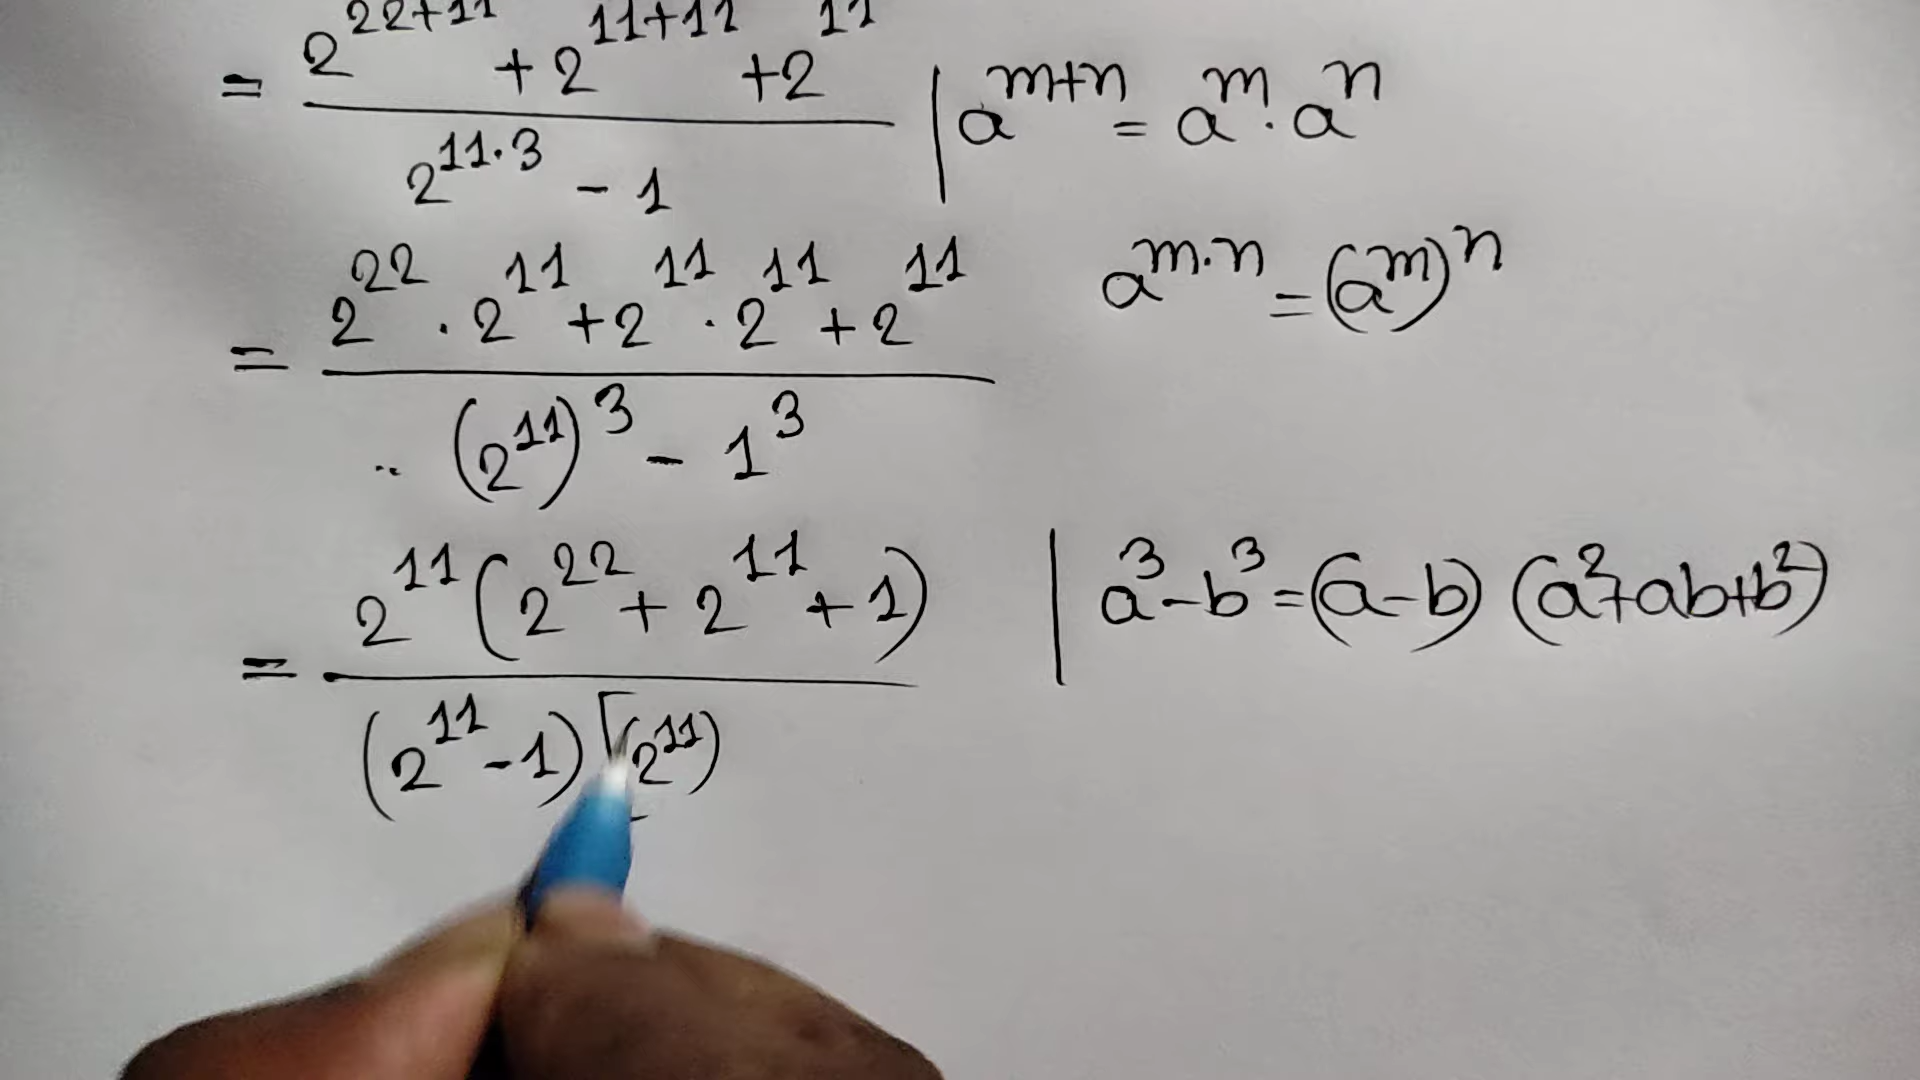 = 2^(22+11) + 2^(11+11) + 2^11 / 2^(11·3) - 1 | a^(m+n) = a^m · a^n
= 2^22 · 2^11 + 2^11 · 2^11 + 2^11 / (2^11)^3 - 1^3 a^(m·n) = (a^m)^n
= 2^11 (2^22 + 2^11 + 1) / (2^11 - 1) [(2^11) | a^3 - b^3 = (a-b) (a^2+ab+b^2)